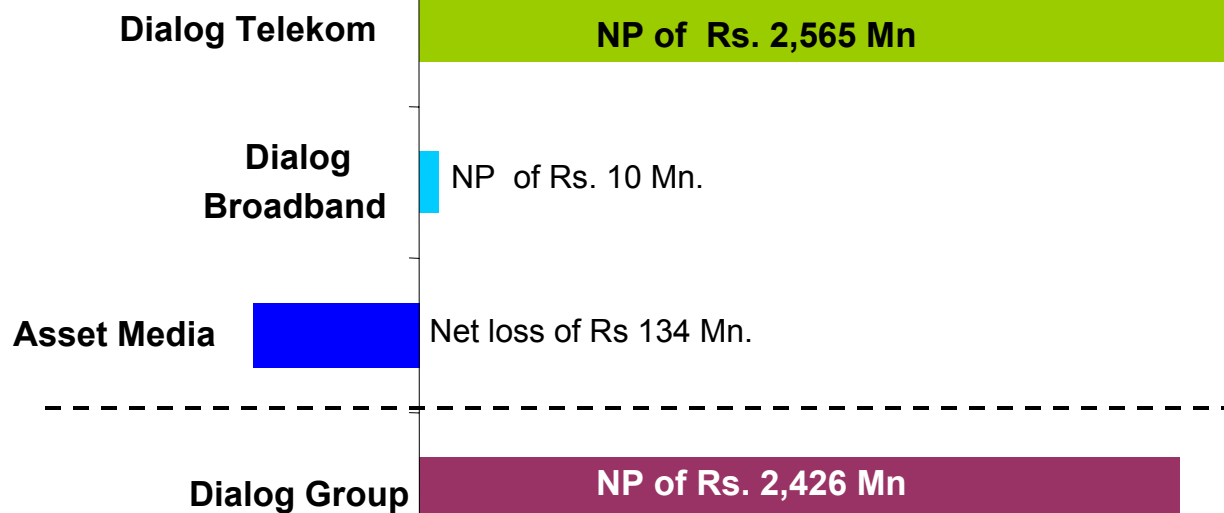 Dialog Telekom
NP of Rs. 2,565 Mn
Dialog
Broadband
NP of Rs. 10 Mn.
Asset Media
Net loss of Rs 134 Mn.
Dialog Group
NP of Rs. 2,426 Mn